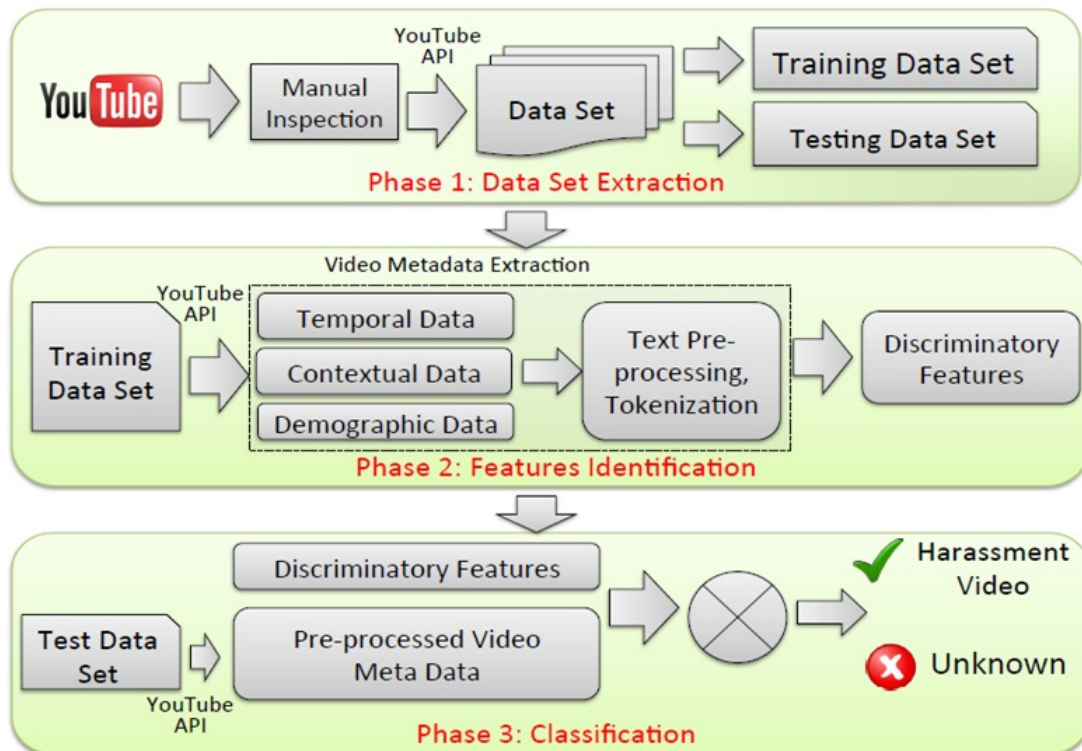 YouTube
Manual
Inspection
YouTube
API
Data Set
Training Data Set
Testing Data Set
Phase 1: Data Set Extraction
Video Metadata Extraction
YouTube
API
Training
Data Set
Temporal Data
Contextual Data
Demographic Data
Text Pre-
processing,
Tokenization
Discriminatory
Features
Phase 2: Features Identification
Discriminatory Features
Test Data
Set
YouTube
API
Pre-processed Video
Meta Data
Harassment
Video
Unknown
Phase 3: Classification